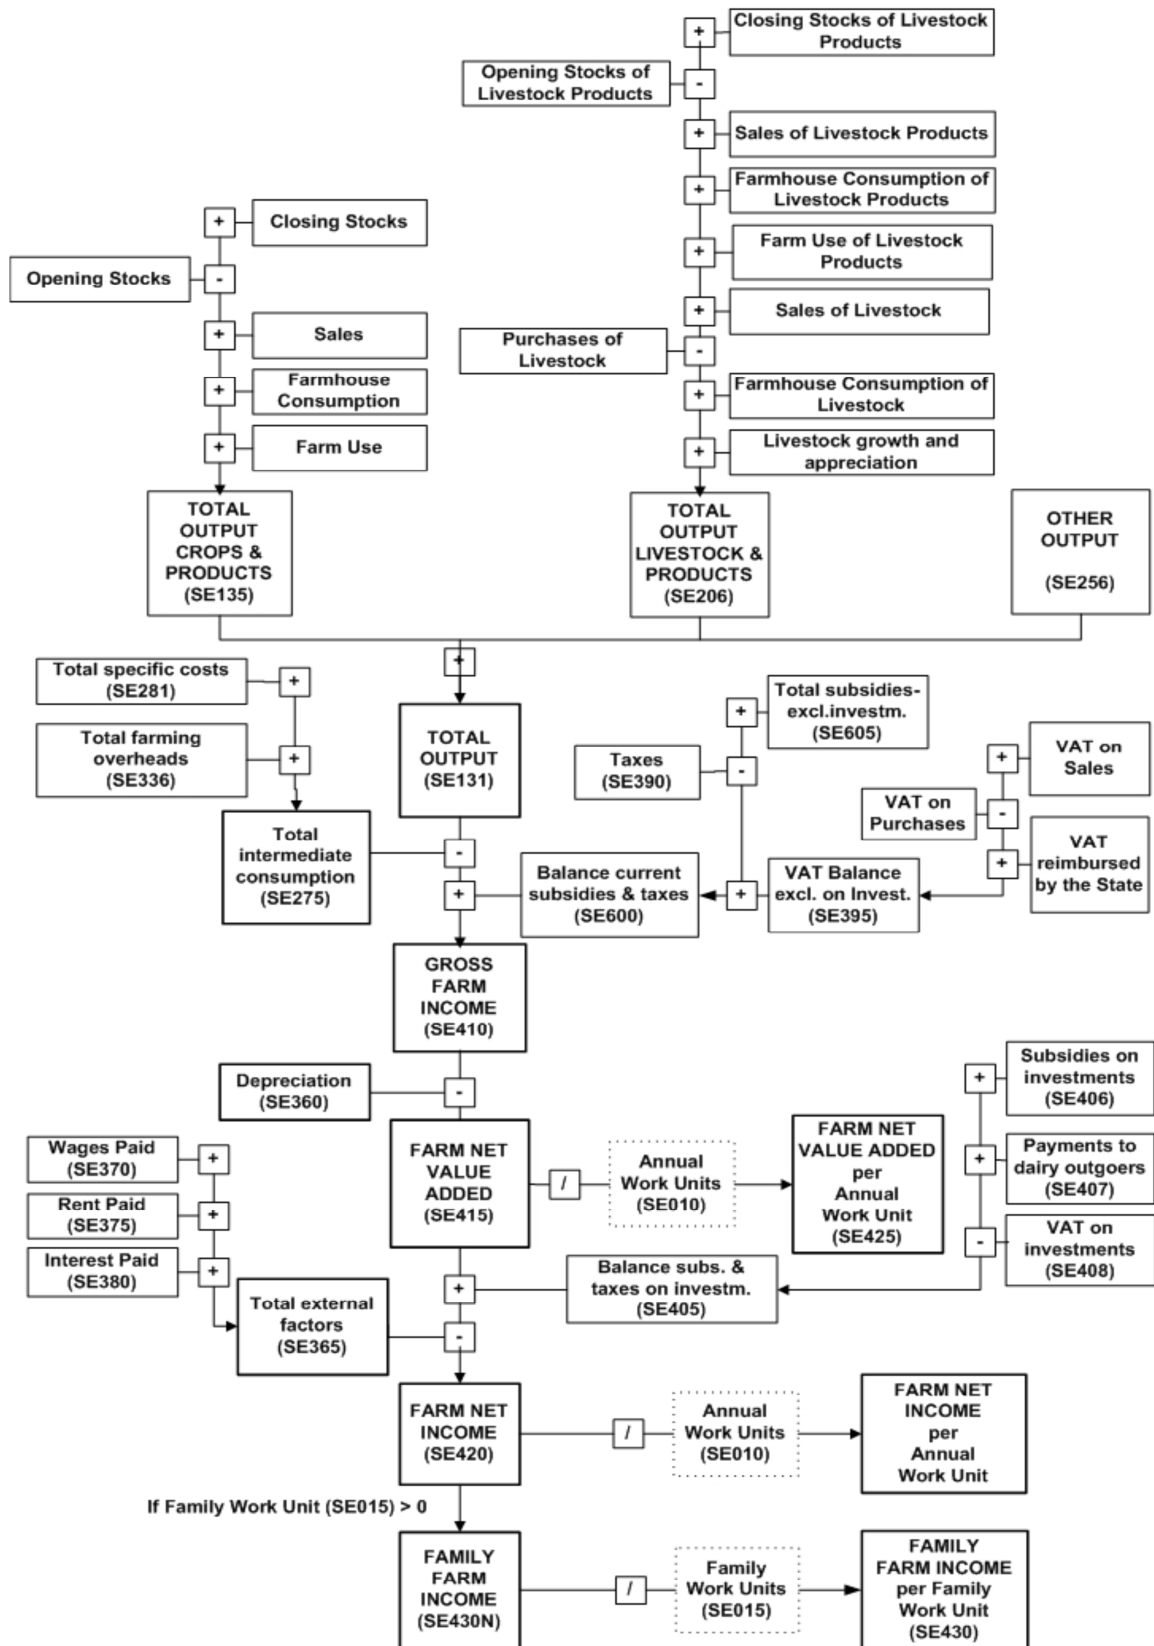 +
Closing Stocks of Livestock
Products
Opening Stocks of
Livestock Products
-
+
Sales of Livestock Products
+
Farmhouse Consumption of
Livestock Products
+
Closing Stocks
+
Farm Use of Livestock
Products
Opening Stocks
-
+
Sales of Livestock
+
Sales
Purchases of
Livestock
-
+
Farmhouse
Consumption
+
Farmhouse Consumption of
Livestock
+
Farm Use
+
Livestock growth and
appreciation
TOTAL
OUTPUT
CROPS &
PRODUCTS
(SE135)
TOTAL
OUTPUT
LIVESTOCK &
PRODUCTS
(SE206)
OTHER
OUTPUT
(SE256)
+
Total specific costs
(SE281)
+
Total farming
overheads
(SE336)
+
TOTAL
OUTPUT
(SE131)
+
Total subsidies-
excl.investm.
(SE605)
Taxes
(SE390)
-
+
VAT on
Sales
VAT on
Purchases
-
+
VAT
reimbursed
by the State
Total
intermediate
consumption
(SE275)
-
+
Balance current
subsidies & taxes
(SE600)
+
VAT Balance
excl. on Invest.
(SE395)
GROSS
FARM
INCOME
(SE410)
Depreciation
(SE360)
-
+
Subsidies on
investments
(SE406)
Wages Paid
(SE370)
+
FARM NET
VALUE
ADDED
(SE415)
/
Annual
Work Units
(SE010)
FARM NET
VALUE ADDED
per
Annual
Work Unit
(SE425)
+
Payments to
dairy outgoers
(SE407)
Rent Paid
(SE375)
+
-
VAT on
investments
(SE408)
Interest Paid
(SE380)
+
+
Balance subs. &
taxes on investm.
(SE405)
Total external
factors
(SE365)
-
FARM NET
INCOME
(SE420)
/
Annual
Work Units
(SE010)
FARM NET
INCOME
per
Annual
Work Unit
If Family Work Unit (SE015) > 0
FAMILY
FARM
INCOME
(SE430N)
/
Family
Work Units
(SE015)
FAMILY
FARM INCOME
per Family
Work Unit
(SE430)